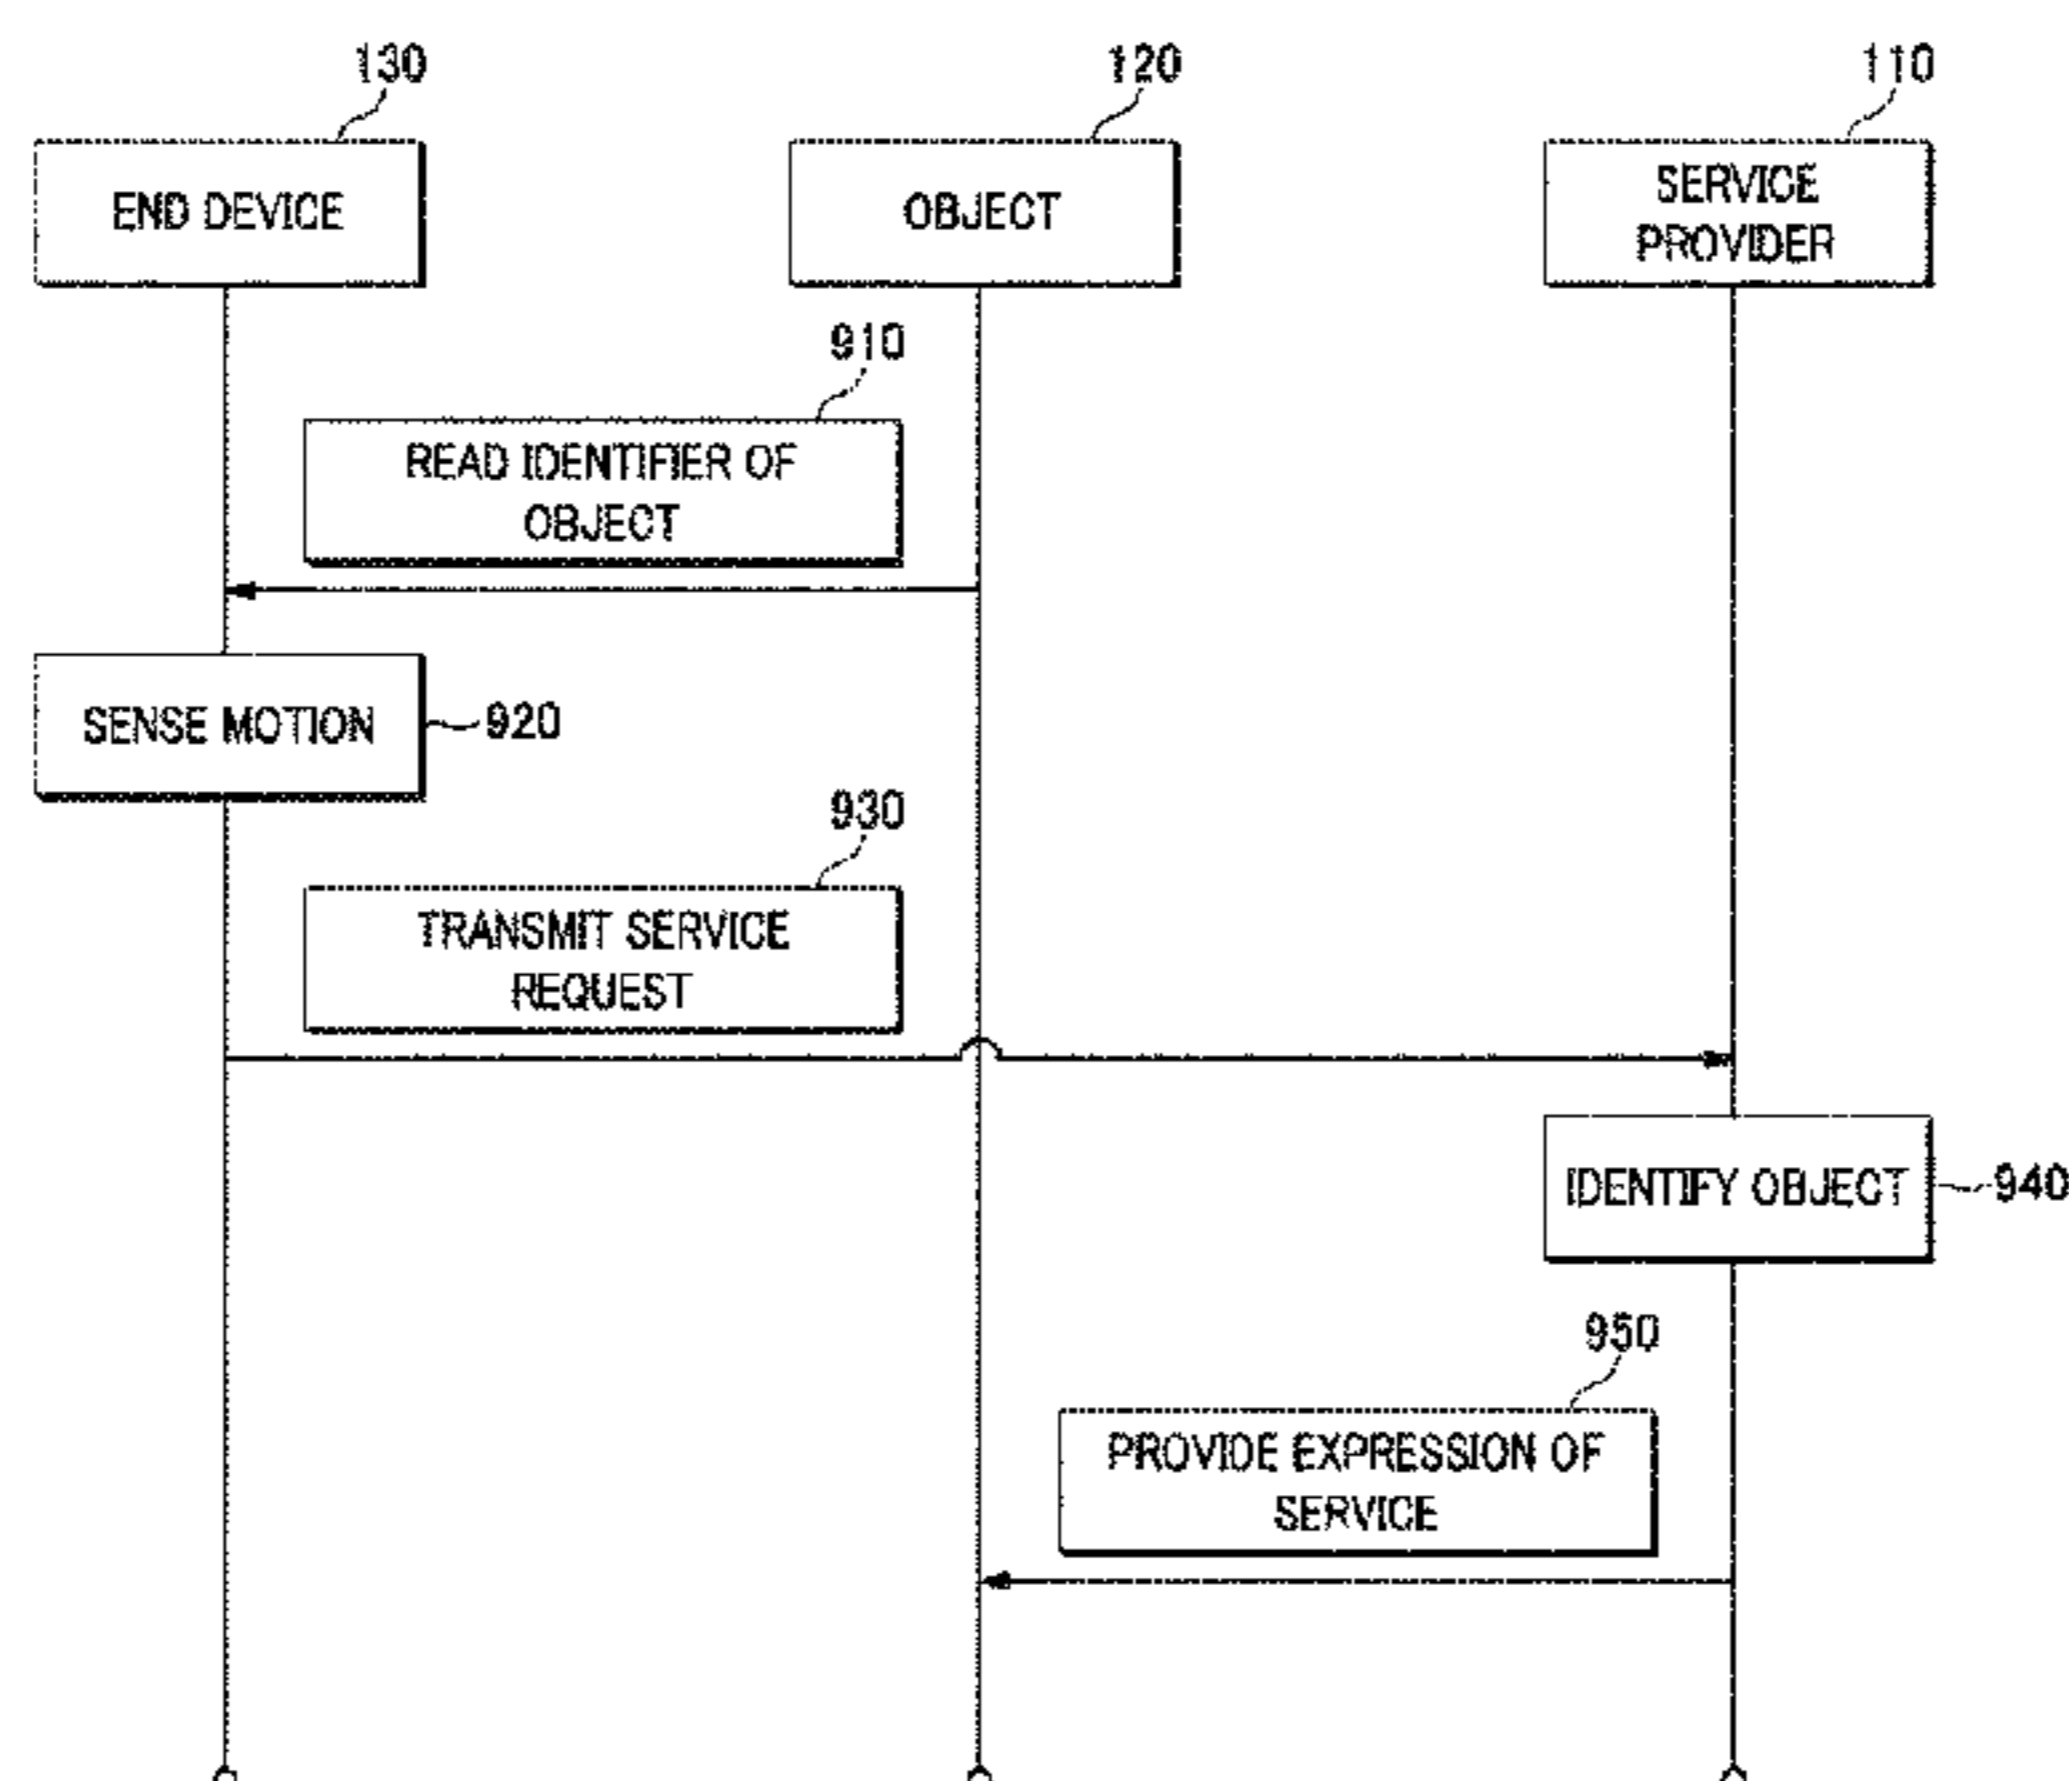 130
120
110
END DEVICE
OBJECT
SERVICE
PROVIDER
910
READ IDENTIFIER OF
OBJECT
SENSE MOTION
920
930
TRANSMIT SERVICE
REQUEST
IDENTIFY OBJECT
940
950
PROVIDE EXPRESSION OF
SERVICE